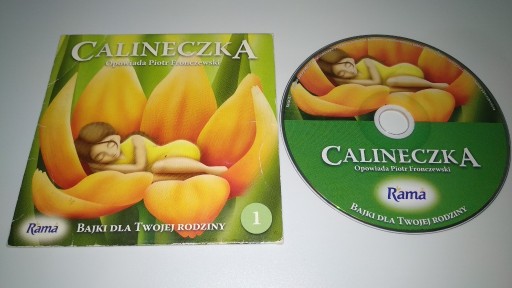 CALINECZKA
Opowiada Piotr Fronczewski
Rama
BAJKI DLA TWOJEJ RODZINY
1
CALINECZKA
Opowiada Piotr Fronczewski
Rama
BAJKI DLA TWOJEJ RODZINY